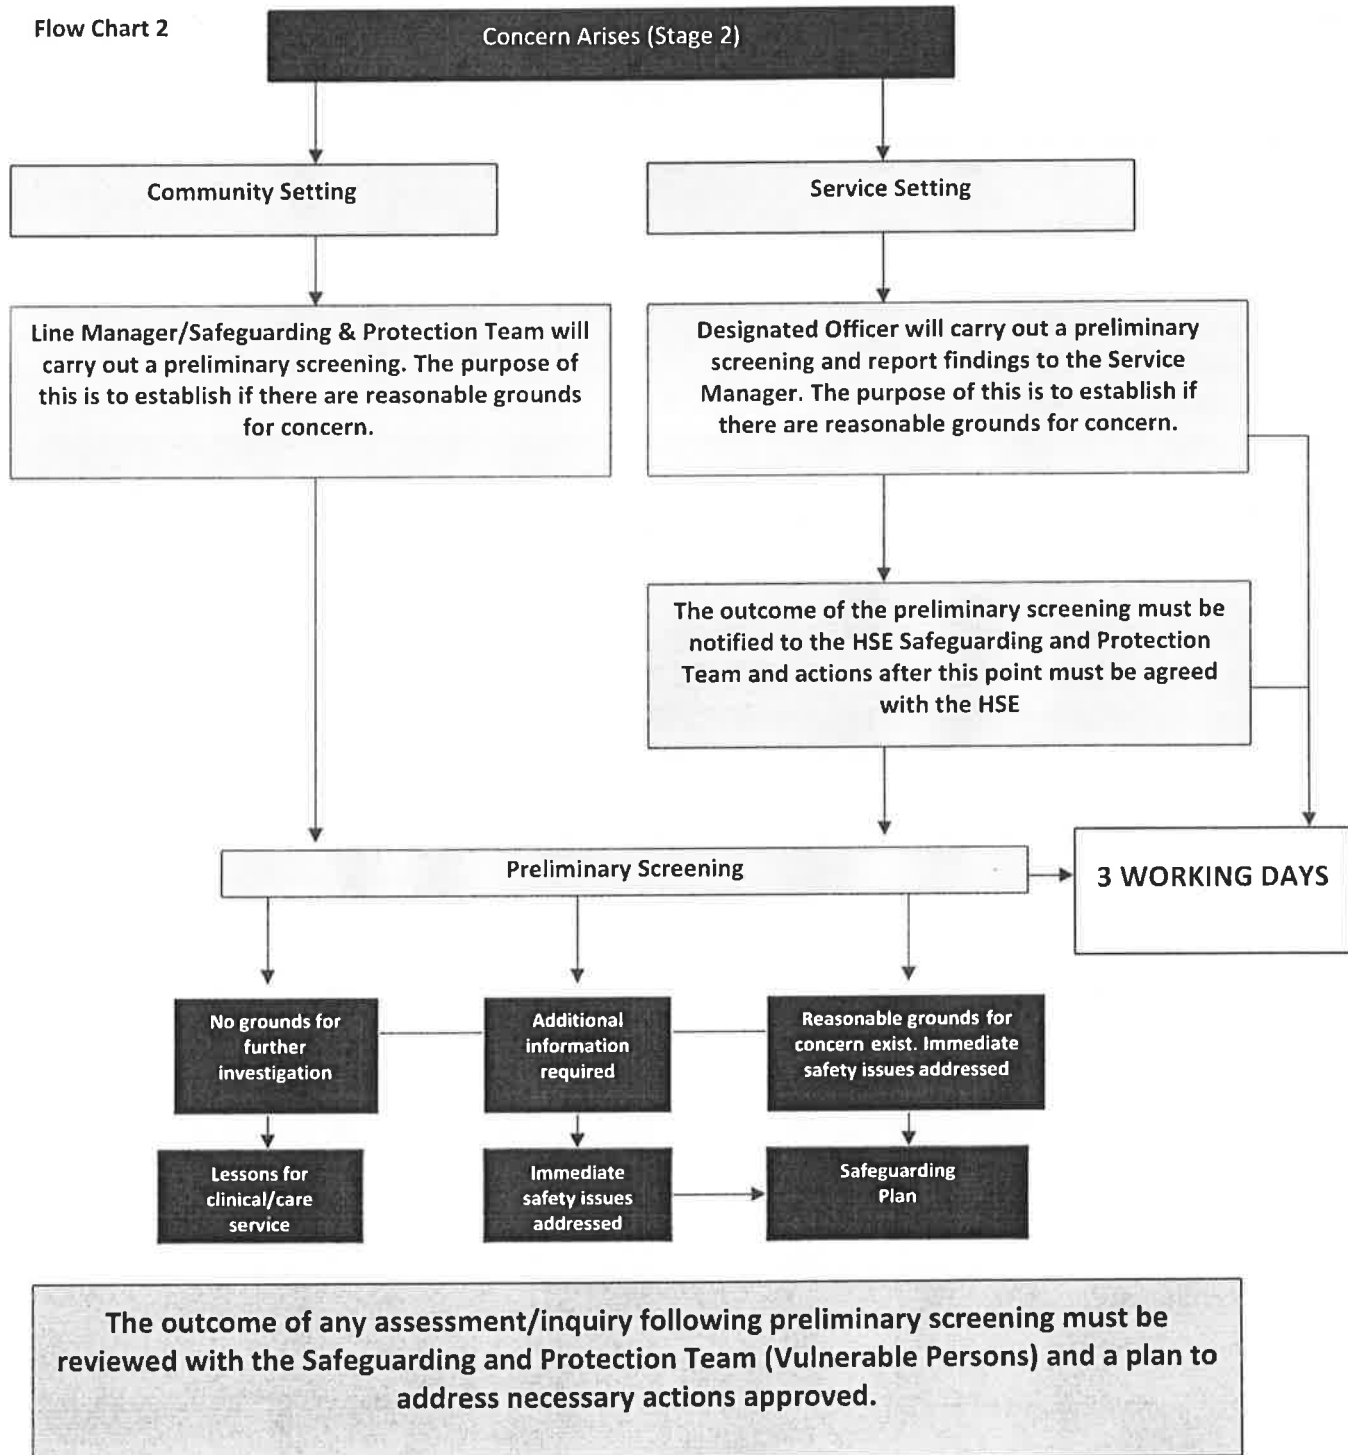 Flow Chart 2
Concern Arises (Stage 2)
Community Setting
Service Setting
Line Manager/Safeguarding & Protection Team will
carry out a preliminary screening. The purpose of
this is to establish if there are reasonable grounds
for concern.
Designated Officer will carry out a preliminary
screening and report findings to the Service
Manager. The purpose of this is to establish if
there are reasonable grounds for concern.
The outcome of the preliminary screening must be
notified to the HSE Safeguarding and Protection
Team and actions after this point must be agreed
with the HSE
Preliminary Screening
3 WORKING DAYS
No grounds for
further
investigation
Additional
information
required
Reasonable grounds for
concern exist. Immediate
safety issues addressed
Lessons for
clinical/care
service
Immediate
safety issues
addressed
Safeguarding
Plan
The outcome of any assessment/inquiry following preliminary screening must be
reviewed with the Safeguarding and Protection Team (Vulnerable Persons) and a plan to
address necessary actions approved.